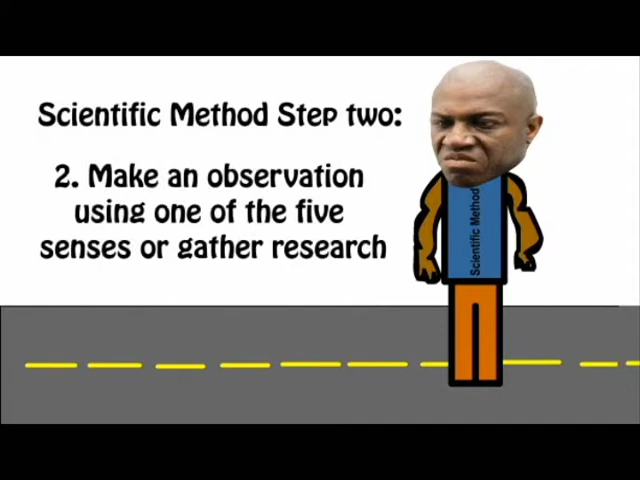 Scientific Method Step two:
2. Make an observation
using one of the five
senses or gather research
Scientific Method